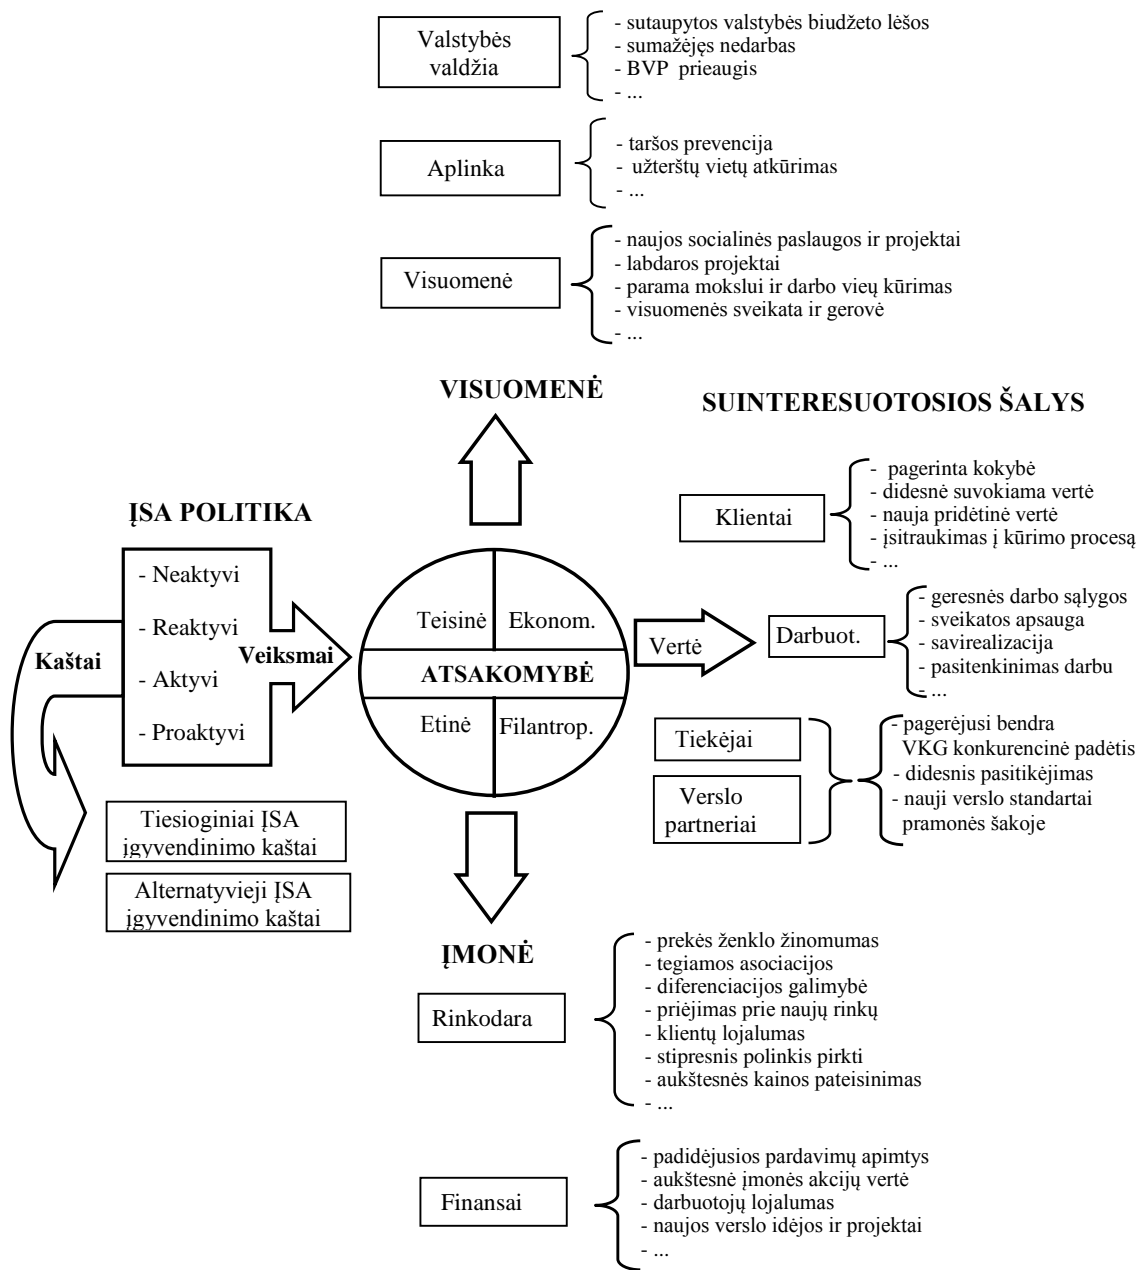 Valstybės
valdžia
- sutaupytos valstybės biudžeto lėšos
- sumažėjęs nedarbas
- BVP prieaugis
- ...
Aplinka
- taršos prevencija
- užterštų vietų atkūrimas
- ...
Visuomenė
- naujos socialinės paslaugos ir projektai
- labdaros projektai
- parama mokslui ir darbo vieų kūrimas
- visuomenės sveikata ir gerovė
- ...
VISUOMENĖ
SUINTERESUOTOSIOS ŠALYS
Klientai
- pagerinta kokybė
- didesnė suvokiama vertė
- nauja pridėtinė vertė
- įsitraukimas į kūrimo procesą
- ...
ĮSA POLITIKA
- Neaktyvi
- Reaktyvi
- Aktyvi
- Proaktyvi
Kaštai
Veiksmai
Teisinė
Ekonom.
ATSAKOMYBĖ
Etinė
Filantrop.
Vertė
Darbuot.
- geresnės darbo sąlygos
- sveikatos apsauga
- savirealizacija
- pasitenkinimas darbu
- ...
Tiekėjai
Verslo
partneriai
- pagerėjusi bendra
VKG konkurencinė padėtis
- didesnis pasitikėjimas
- nauji verslo standartai
pramonės šakoje
Tiesioginiai ĮSA
įgyvendinimo kaštai
Alternatyvieji ĮSA
įgyvendinimo kaštai
ĮMONĖ
Rinkodara
- prekės ženklo žinomumas
- tegiamos asociacijos
- diferenciacijos galimybė
- priėjimas prie naujų rinkų
- klientų lojalumas
- stipresnis polinkis pirkti
- aukštesnės kainos pateisinimas
- ...
Finansai
- padidėjusios pardavimų apimtys
- aukštesnė įmonės akcijų vertė
- darbuotojų lojalumas
- naujos verslo idėjos ir projektai
- ...